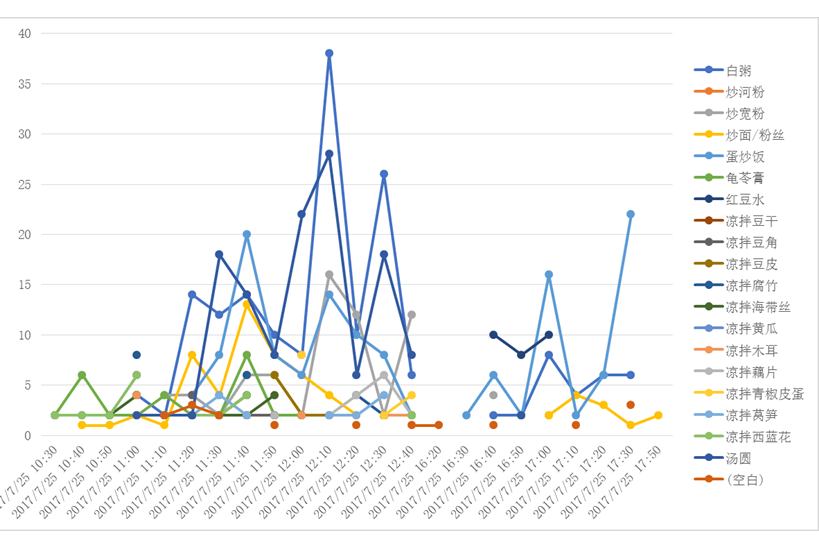 40
35
30
25
20
15
10
5
0
2017/7/25 10:40
2017/7/25 10:50
2017/7/25 11:00
2017/7/25 11:10
2017/7/25 11:20
2017/7/25 11:30
2017/7/25 11:40
2017/7/25 11:50
2017/7/25 12:00
2017/7/25 12:10
2017/7/25 12:20
2017/7/25 12:30
2017/7/25 12:40
2017/7/25 16:20
2017/7/25 16:30
2017/7/25 16:40
2017/7/25 16:50
2017/7/25 17:00
2017/7/25 17:10
2017/7/25 17:20
2017/7/25 17:30
2017/7/25 17:50
白粥
炒河粉
炒宽粉
炒面/粉丝
蛋炒饭
龟苓膏
红豆水
凉拌豆干
凉拌豆角
凉拌豆皮
凉拌腐竹
凉拌海带丝
凉拌黄瓜
凉拌木耳
凉拌藕片
凉拌青椒皮蛋
凉拌莴笋
凉拌西蓝花
汤圆
(空白)